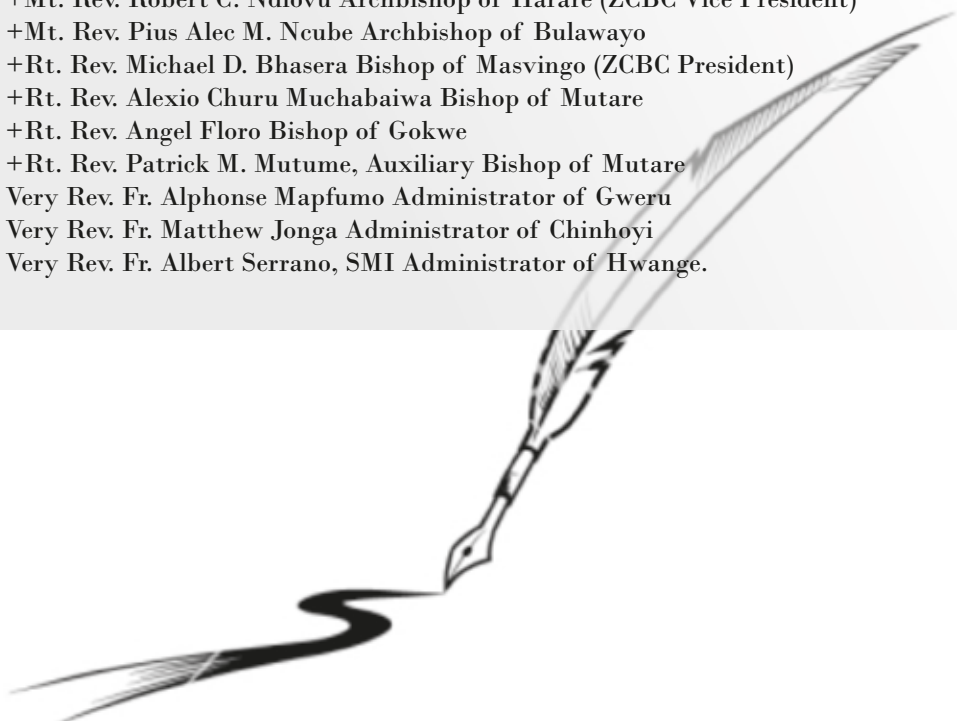 +Mt. Rev. Robert C. Ndlovu Archbishop of Harare (ZCBC Vice President)
+Mt. Rev. Pius Alec M. Ncube Archbishop of Bulawayo
+Rt. Rev. Michael D. Bhasera Bishop of Masvingo (ZCBC President)
+Rt. Rev. Alexio Churu Muchabaiwa Bishop of Mutare
+Rt. Rev. Angel Floro Bishop of Gokwe
+Rt. Rev. Patrick M. Mutume, Auxiliary Bishop of Mutare
Very Rev. Fr. Alphonse Mapfumo Administrator of Gweru
Very Rev. Fr. Matthew Jonga Administrator of Chinhoyi
Very Rev. Fr. Albert Serrano, SMI Administrator of Hwange.